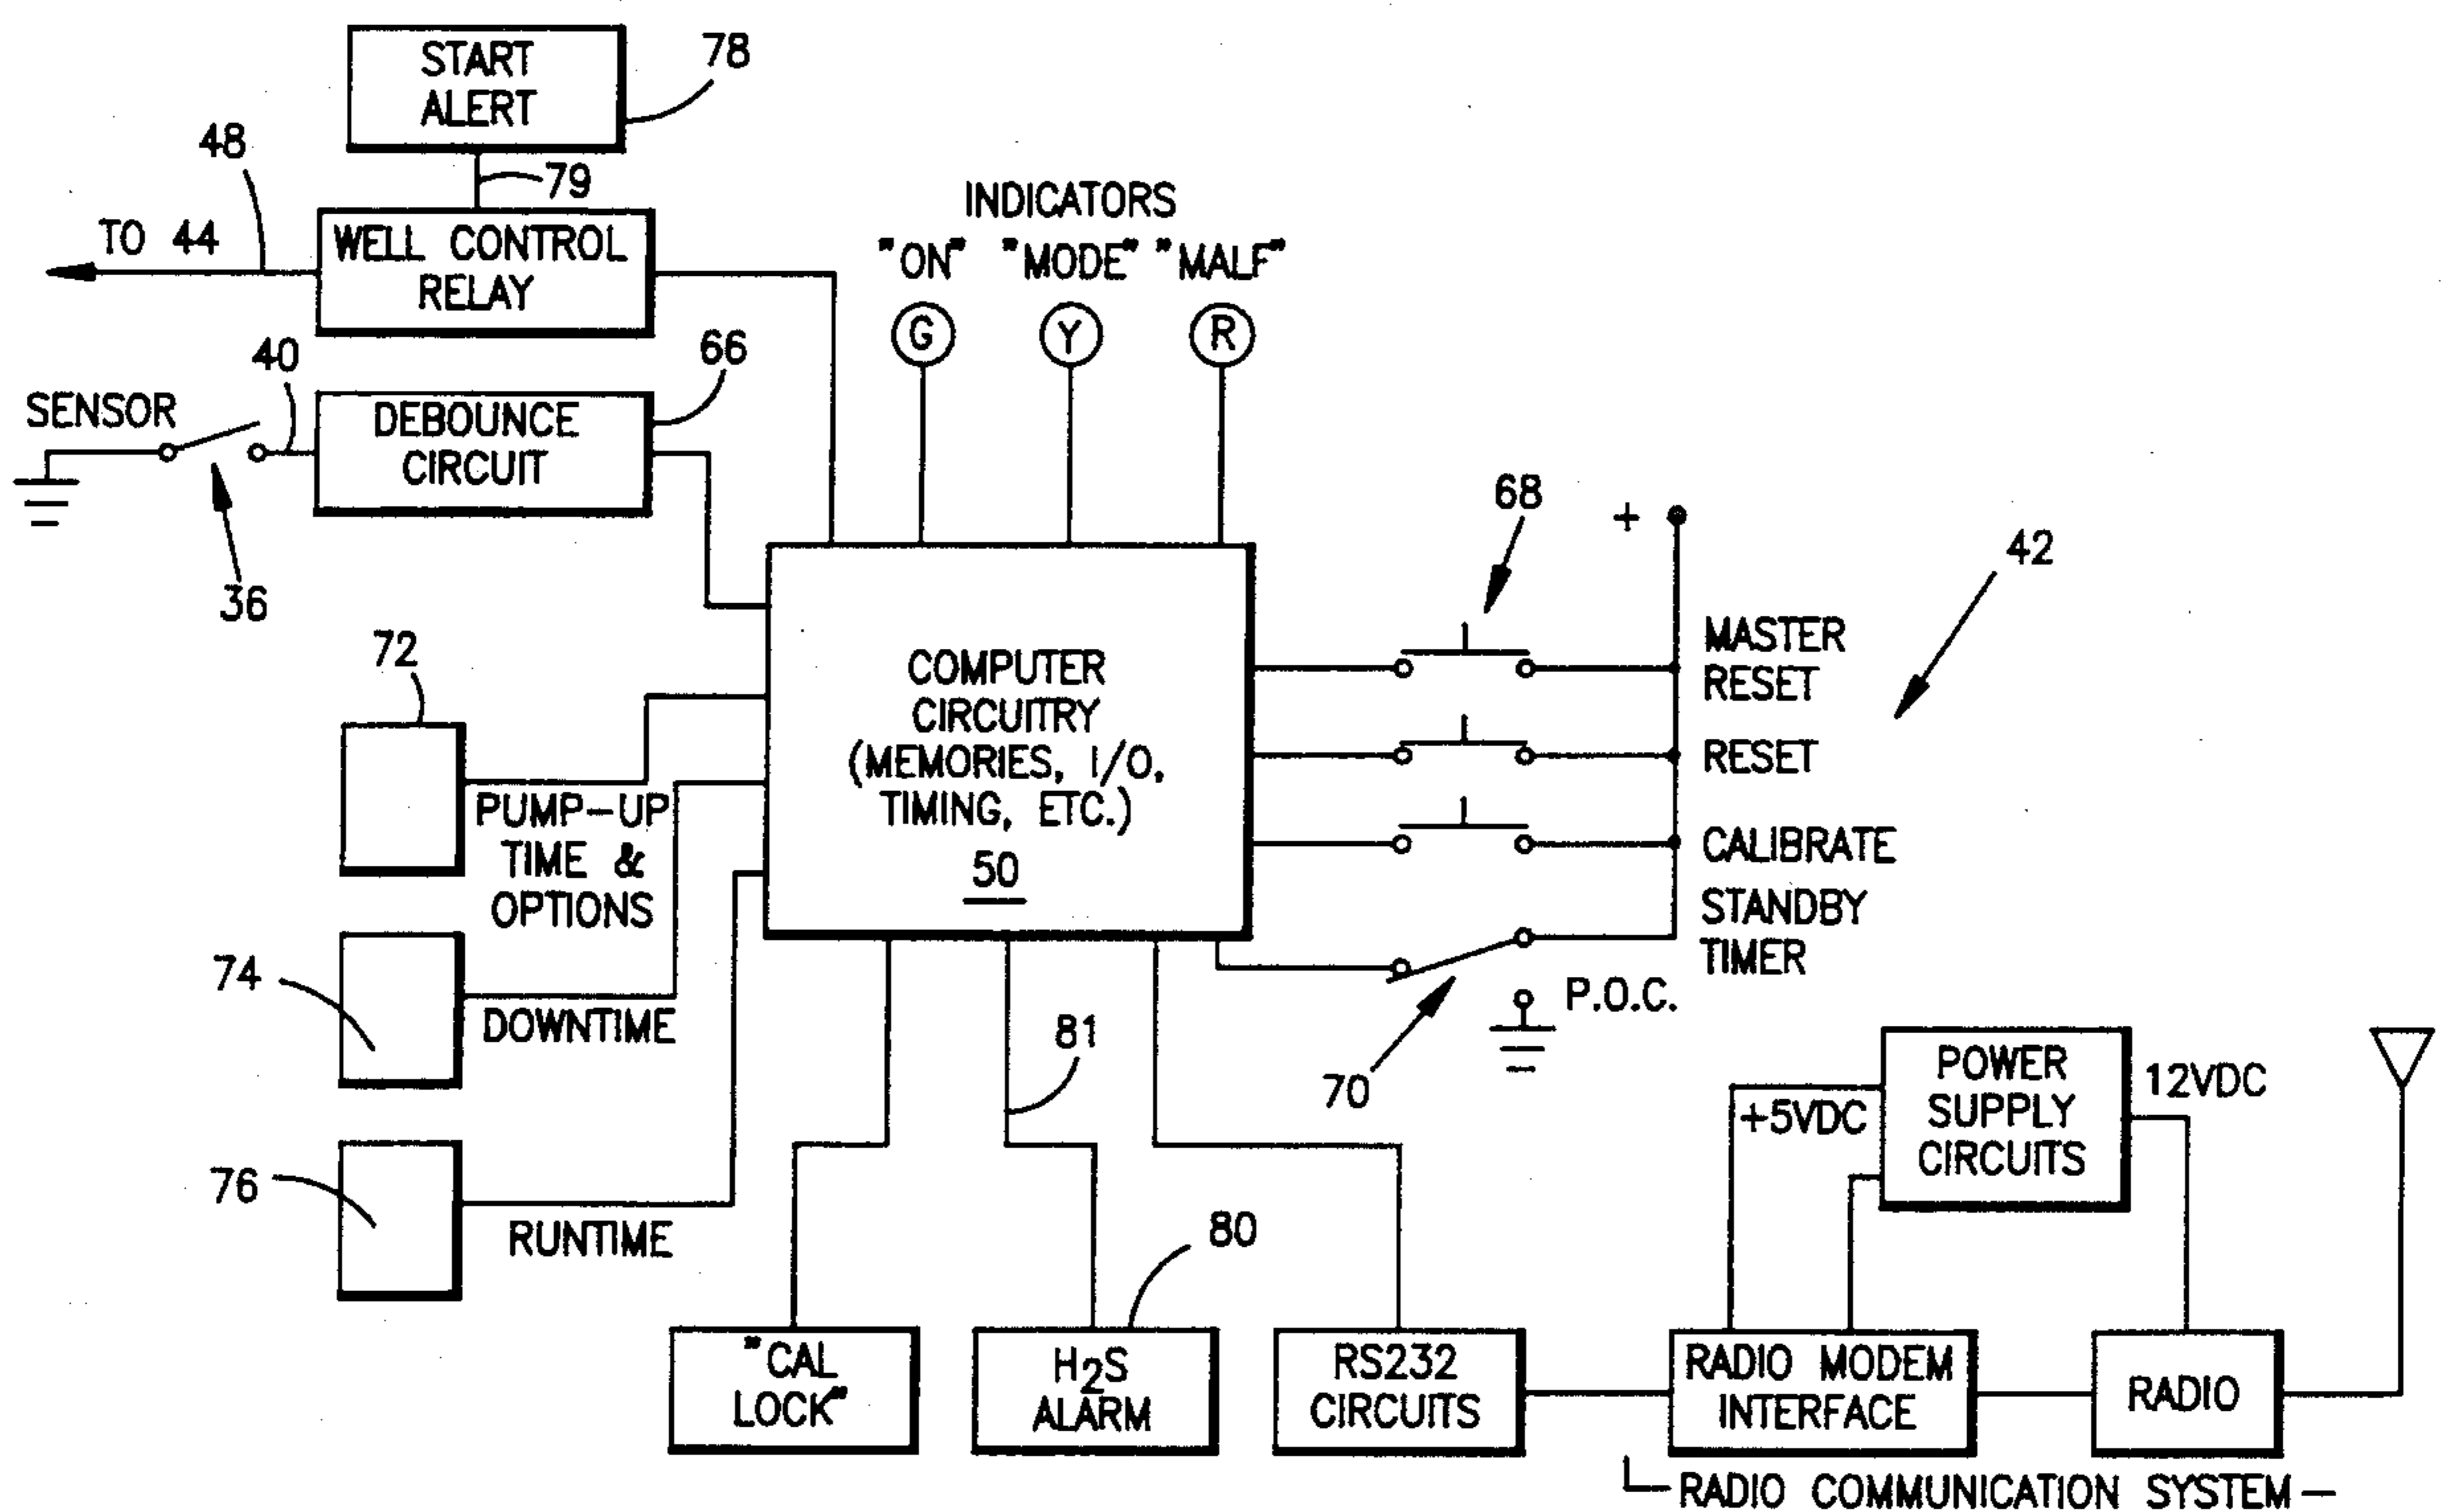 START
ALERT
78
48
79
TO 44
WELL CONTROL
RELAY
INDICATORS
"ON" "MODE" "MALF"
G Y R
40
66
SENSOR
DEBOUNCE
CIRCUIT
36
68
+
42
72
COMPUTER
CIRCUITRY
(MEMORIES, I/O,
TIMING, ETC.)
50
MASTER
RESET
RESET
CALIBRATE
STANDBY
TIMER
P.O.C.
70
PUMP-UP
TIME &
OPTIONS
74
DOWNTIME
76
RUNTIME
81
80
"CAL
LOCK"
H2S
ALARM
RS232
CIRCUITS
POWER
SUPPLY
CIRCUITS
+5VDC
12VDC
RADIO MODEM
INTERFACE
RADIO
RADIO COMMUNICATION SYSTEM